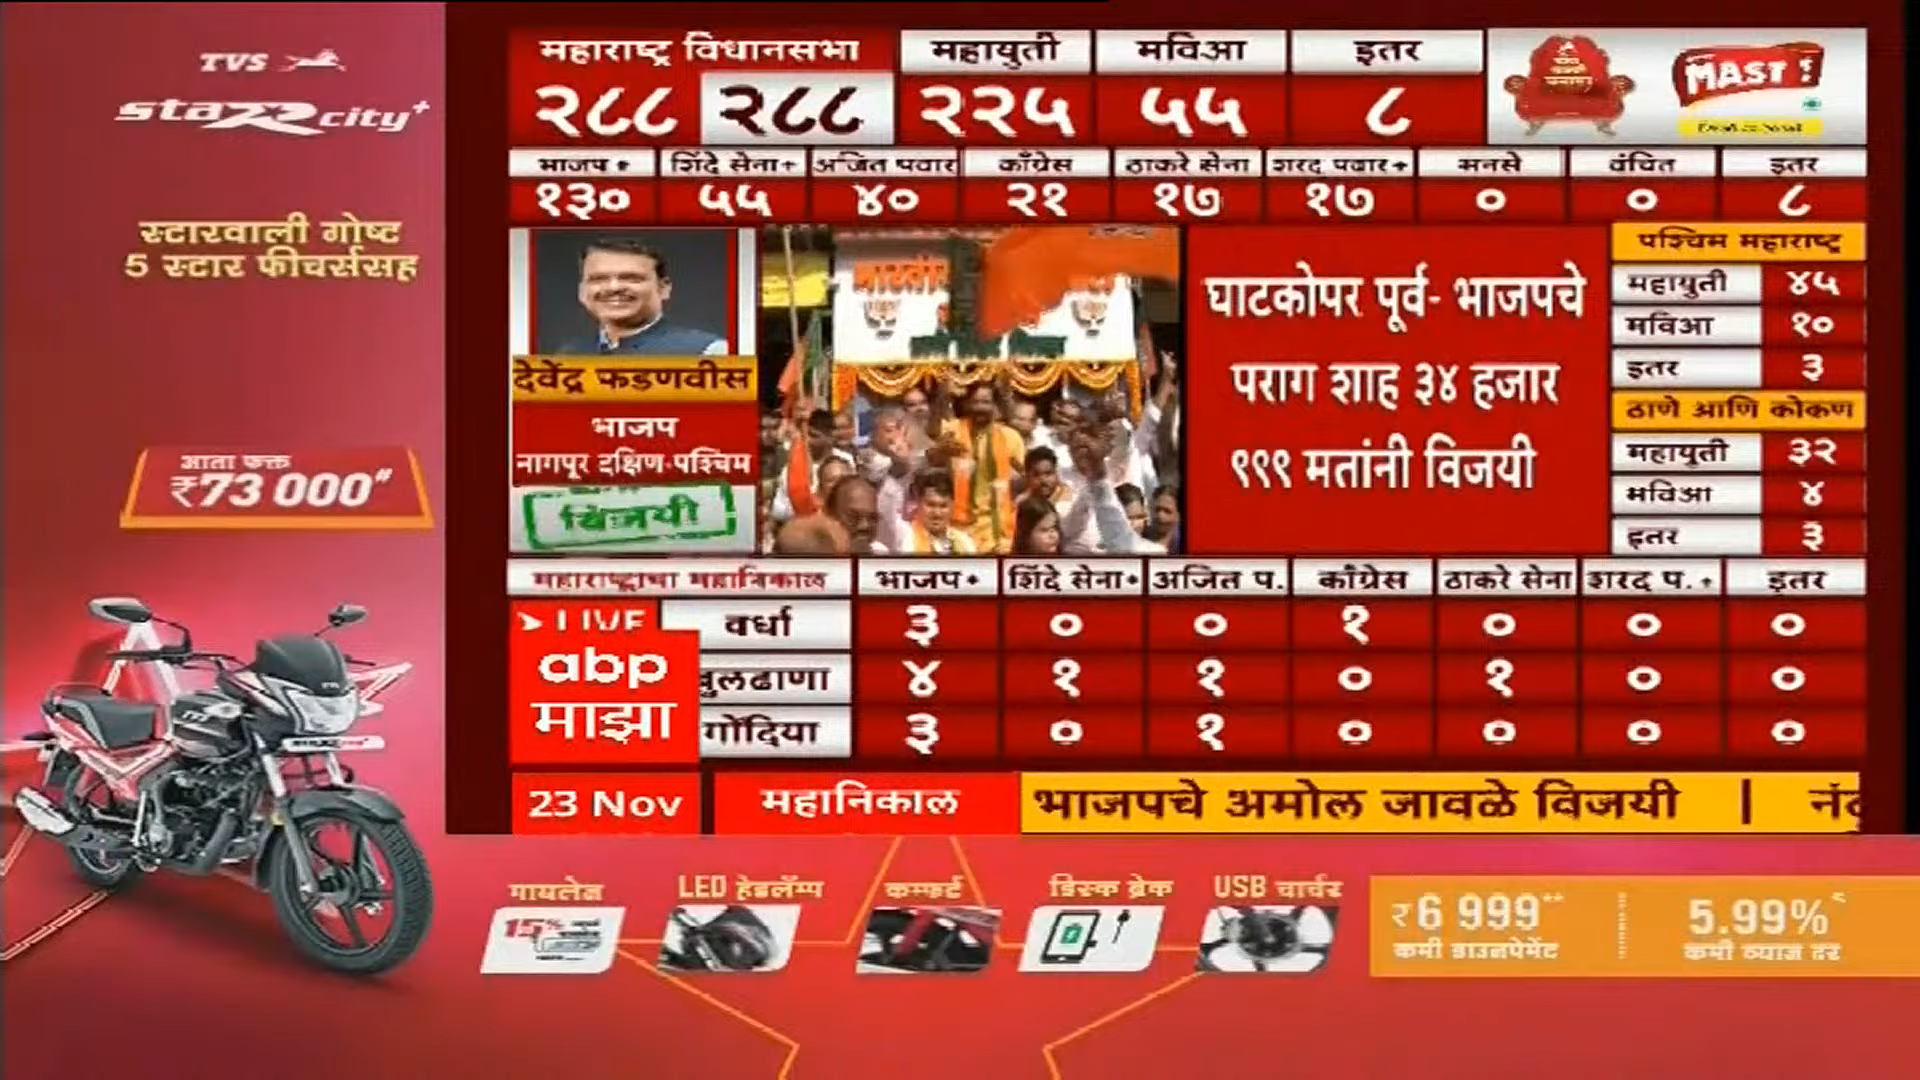 TVS
staR city+
स्टारवाली गोष्ट
5 स्टार फीचर्ससह
आता फक्त
₹73 000#
महाराष्ट्र विधानसभा महायुती मविआ इतर
२८८ २८८ २२५ ५५ ८
MAST !
भाजप+ शिंदे सेना+ अजित पवार काँग्रेस ठाकरे सेना शरद पवार+ मनसे वंचित इतर
१३० ५५ ४० २१ १७ १७ ० ० ८
देवेंद्र फडणवीस
भाजप
नागपूर दक्षिण-पश्चिम
विजयी
घाटकोपर पूर्व- भाजपचे
पराग शाह ३४ हजार
९९९ मतांनी विजयी
पश्चिम महाराष्ट्र
महायुती ४५
मविआ १०
इतर ३
ठाणे आणि कोकण
महायुती ३२
मविआ ४
इतर ३
महाराष्ट्राचा महानिकाल भाजप+ शिंदे सेना+ अजित प. काँग्रेस ठाकरे सेना शरद प.+ इतर
LIVE
वर्धा ३ ० ० १ ० ० ०
बुलढाणा ४ १ १ ० १ ० ०
गोंदिया ३ ० १ ० ० ० ०
abp
माझा
23 Nov महानिकाल भाजपचे अमोल जावळे विजयी |
मायलेज LED हेडलॅम्प कम्फर्ट डिस्क ब्रेक USB चार्जर
15%
₹6 999** 5.99%
कमी डाउनपेमेंट कमी व्याज दर